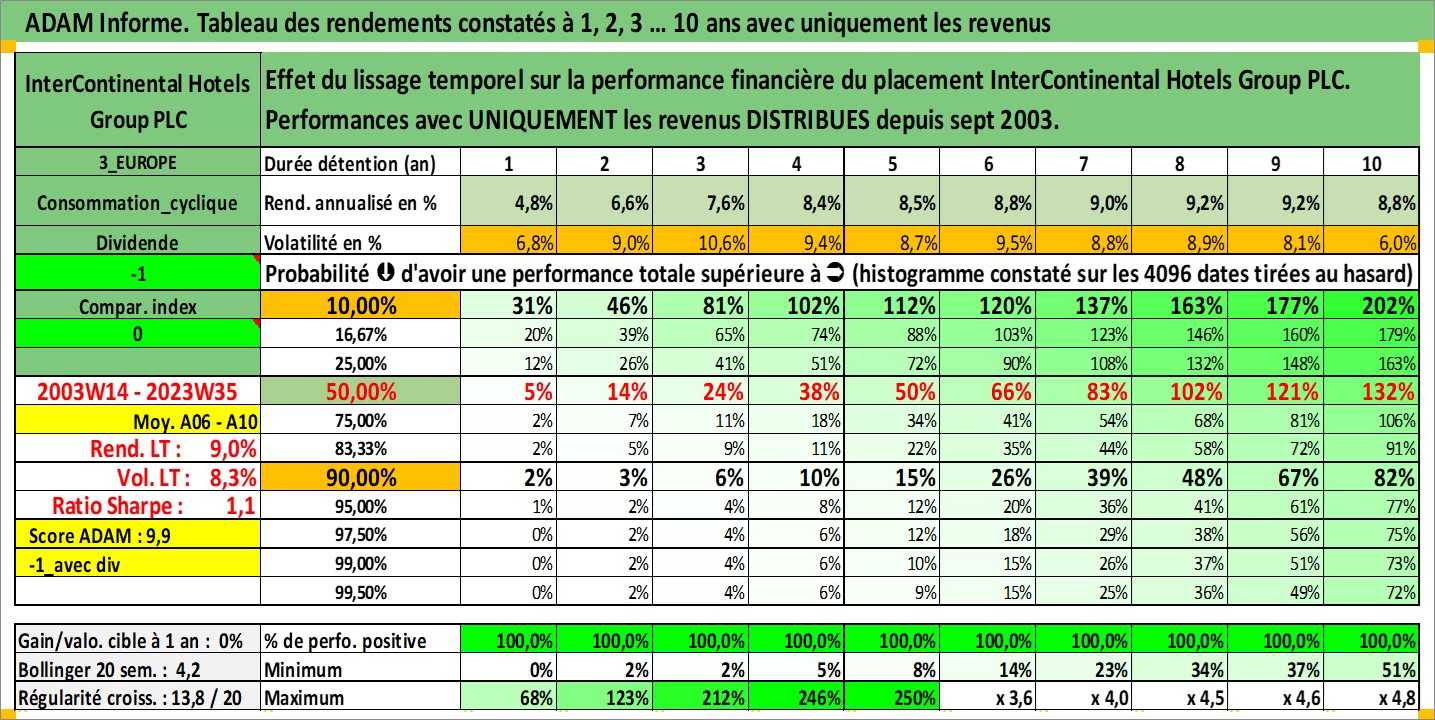 ADAM Informe. Tableau des rendements constatés à 1, 2, 3 ... 10 ans avec uniquement les revenus
InterContinental Hotels Group PLC
Effet du lissage temporel sur la performance financière du placement InterContinental Hotels Group PLC.
Performances avec UNIQUEMENT les revenus DISTRIBUES depuis sept 2003.
3_EUROPE Durée détention (an) 1 2 3 4 5 6 7 8 9 10
Consommation_cyclique Rend. annualisé en % 4,8% 6,6% 7,6% 8,4% 8,5% 8,8% 9,0% 9,2% 9,2% 8,8%
Dividende Volatilité en % 6,8% 9,0% 10,6% 9,4% 8,7% 9,5% 8,8% 8,9% 8,1% 6,0%
-1 Probabilité ⬇ d'avoir une performance totale supérieure à ➲ (histogramme constaté sur les 4096 dates tirées au hasard)
Compar. index 10,00% 31% 46% 81% 102% 112% 120% 137% 163% 177% 202%
0 16,67% 20% 39% 65% 74% 88% 103% 123% 146% 160% 179%
25,00% 12% 26% 41% 51% 72% 90% 108% 132% 148% 163%
2003W14 - 2023W35 50,00% 5% 14% 24% 38% 50% 66% 83% 102% 121% 132%
Moy. A06 - A10 75,00% 2% 7% 11% 18% 34% 41% 54% 68% 81% 106%
Rend. LT : 9,0% 83,33% 2% 5% 9% 11% 22% 35% 44% 58% 72% 91%
Vol. LT : 8,3% 90,00% 2% 3% 6% 10% 15% 26% 39% 48% 67% 82%
Ratio Sharpe : 1,1 95,00% 1% 2% 4% 8% 12% 20% 36% 41% 61% 77%
Score ADAM : 9,9 97,50% 0% 2% 4% 6% 12% 18% 29% 38% 56% 75%
-1_avec div 99,00% 0% 2% 4% 6% 10% 15% 26% 37% 51% 73%
99,50% 0% 2% 4% 6% 9% 15% 25% 36% 49% 72%
Gain/valo. cible à 1 an : 0% % de perfo. positive 100,0% 100,0% 100,0% 100,0% 100,0% 100,0% 100,0% 100,0% 100,0% 100,0%
Bollinger 20 sem. : 4,2 Minimum 0% 2% 2% 5% 8% 14% 23% 34% 37% 51%
Régularité croiss. : 13,8 / 20 Maximum 68% 123% 212% 246% 250% x 3,6 x 4,0 x 4,5 x 4,6 x 4,8